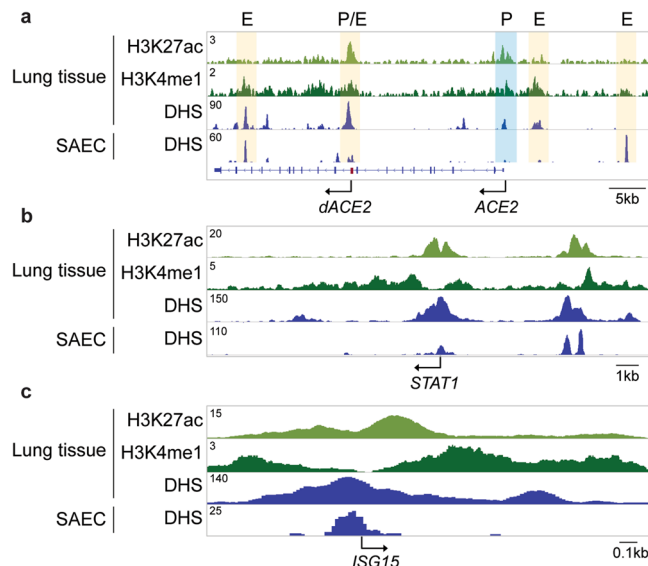 a
E P/E P E E
Lung tissue
H3K27ac 3
H3K4me1 2
DHS 90
SAEC DHS 60
dACE2 ACE2 5kb
b
Lung tissue
H3K27ac 20
H3K4me1 5
DHS 150
SAEC DHS 110
STAT1 1kb
c
Lung tissue
H3K27ac 15
H3K4me1 3
DHS 140
SAEC DHS 25
ISG15 0.1kb